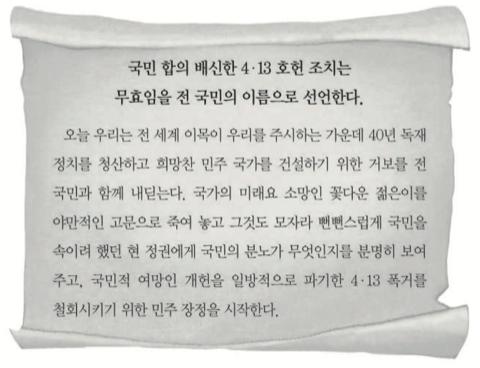 국민 합의 배신한 4·13 호헌 조치는
무효임을 전 국민의 이름으로 선언한다.
오늘 우리는 전 세계 이목이 우리를 주시하는 가운데 40년 독재
정치를 청산하고 희망찬 민주 국가를 건설하기 위한 거보를 전
국민과 함께 내딛는다. 국가의 미래요 소망인 꽃다운 젊은이를
야만적인 고문으로 죽여 놓고 그것도 모자라 뻔뻔스럽게 국민을
속이려 했던 현 정권에게 국민의 분노가 무엇인지를 분명히 보여
주고, 국민적 여망인 개헌을 일방적으로 파기한 4·13 폭거를
철회시키기 위한 민주 장정을 시작한다.